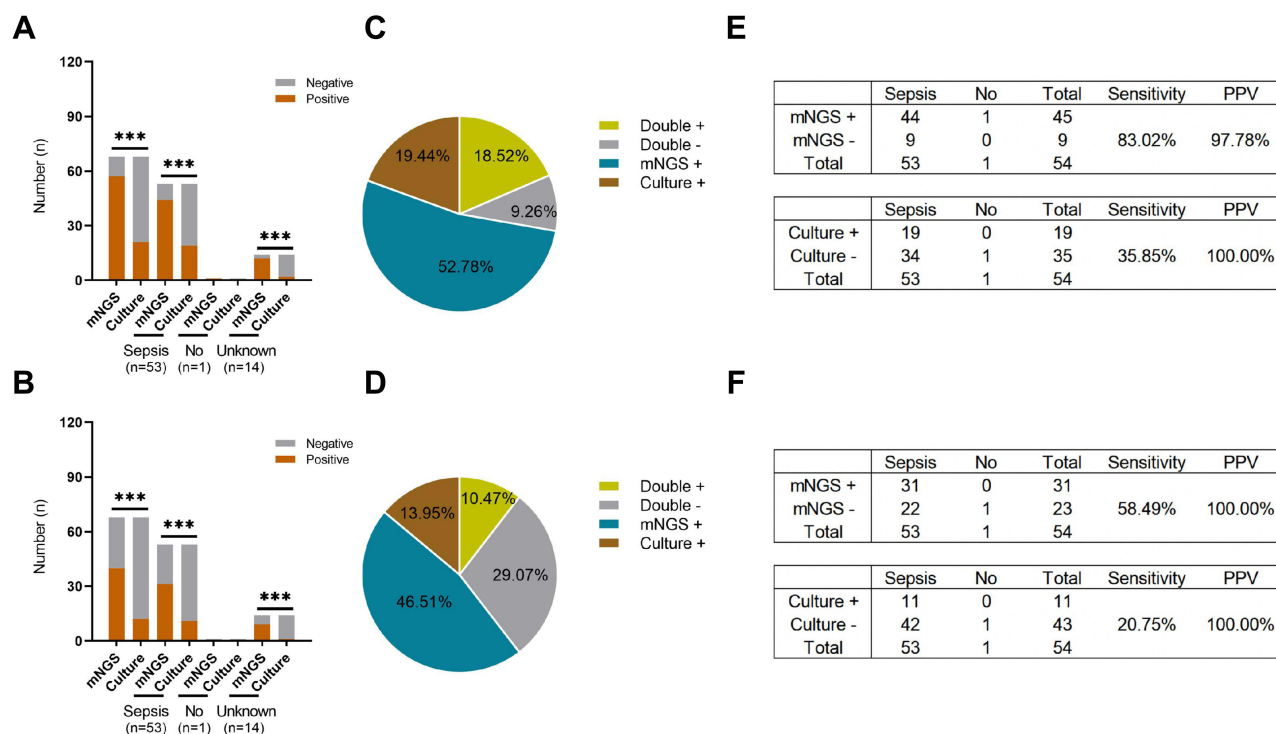 A
120
90
60
30
0
Number (n)
Negative
Positive
***
***
***
mNGS
Culture
mNGS
Culture
mNGS
Culture
mNGS
Culture
Sepsis No Unknown
(n=53) (n=1) (n=14)
C
18.52%
9.26%
52.78%
19.44%
Double +
Double -
mNGS +
Culture +
E
Sepsis No Total Sensitivity PPV
mNGS + 44 1 45
mNGS - 9 0 9 83.02% 97.78%
Total 53 1 54
Sepsis No Total Sensitivity PPV
Culture + 19 0 19
Culture - 34 1 35 35.85% 100.00%
Total 53 1 54
B
120
90
60
30
0
Number (n)
Negative
Positive
***
***
***
mNGS
Culture
mNGS
Culture
mNGS
Culture
mNGS
Culture
Sepsis No Unknown
(n=53) (n=1) (n=14)
D
10.47%
29.07%
46.51%
13.95%
Double +
Double -
mNGS +
Culture +
F
Sepsis No Total Sensitivity PPV
mNGS + 31 0 31
mNGS - 22 1 23 58.49% 100.00%
Total 53 1 54
Sepsis No Total Sensitivity PPV
Culture + 11 0 11
Culture - 42 1 43 20.75% 100.00%
Total 53 1 54